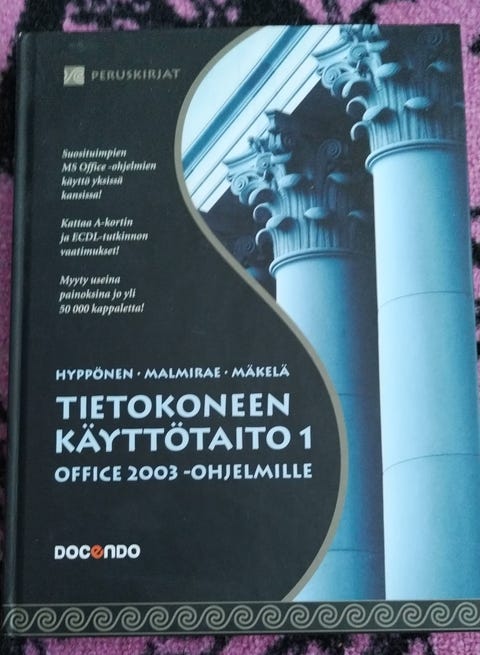 PERUSKIRJAT
Suosituimpien
MS Office -ohjelmien
käyttö yksissä
kansissa!
Kattaa A-kortin
ja ECDL-tutkinnon
vaatimukset!
Myyty useina
painoksina jo yli
50 000 kappaletta!
HYPPÖNEN · MALMIRAE · MÄKELÄ
TIETOKONEEN
KÄYTTÖTAITO 1
OFFICE 2003 -OHJELMILLE
DOCENDO